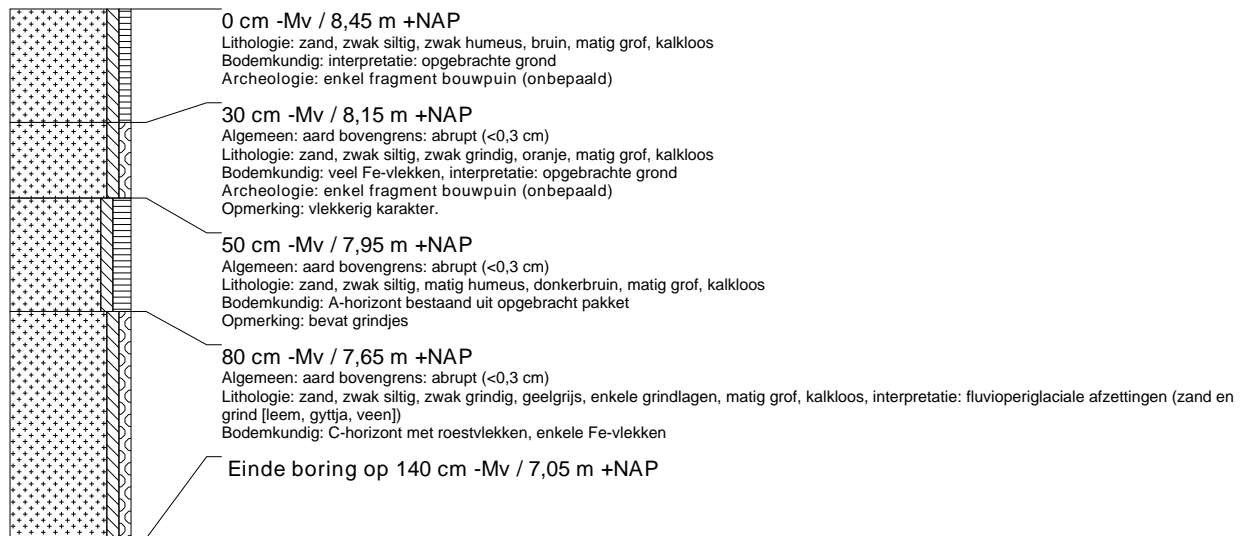 0 cm -Mv / 8,45 m +NAP
Lithologie: zand, zwak siltig, zwak humeus, bruin, matig grof, kalkloos
Bodemkundig: interpretatie: opgebrachte grond
Archeologie: enkel fragment bouwpuin (onbepaald)
30 cm -Mv / 8,15 m +NAP
Algemeen: aard bovengrens: abrupt (<0,3 cm)
Lithologie: zand, zwak siltig, zwak grindig, oranje, matig grof, kalkloos
Bodemkundig: veel Fe-vlekken, interpretatie: opgebrachte grond
Archeologie: enkel fragment bouwpuin (onbepaald)
Opmerking: vlekkerig karakter.
50 cm -Mv / 7,95 m +NAP
Algemeen: aard bovengrens: abrupt (<0,3 cm)
Lithologie: zand, zwak siltig, matig humeus, donkerbruin, matig grof, kalkloos
Bodemkundig: A-horizont bestaand uit opgebracht pakket
Opmerking: bevat grindjes
80 cm -Mv / 7,65 m +NAP
Algemeen: aard bovengrens: abrupt (<0,3 cm)
Lithologie: zand, zwak siltig, zwak grindig, geelgrijs, enkele grindlagen, matig grof, kalkloos, interpretatie: fluvioperiglaciale afzettingen (zand en
grind [leem, gyttja, veen])
Bodemkundig: C-horizont met roestvlekken, enkele Fe-vlekken
Einde boring op 140 cm -Mv / 7,05 m +NAP